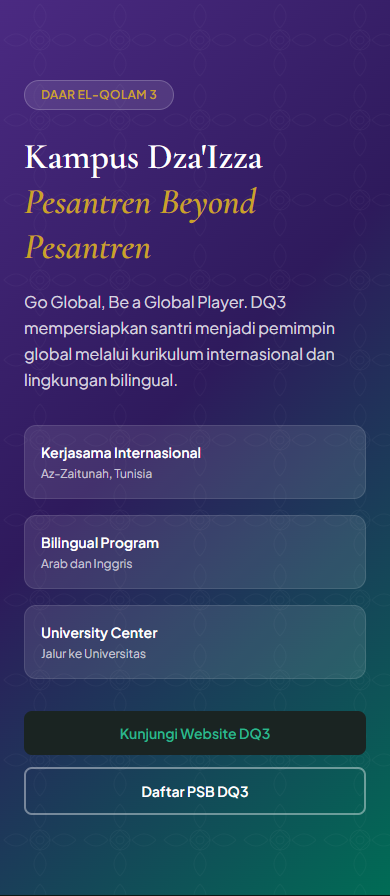 DAAR EL-QOLAM 3
Kampus Dza'Izza
Pesantren Beyond
Pesantren
Go Global, Be a Global Player. DQ3
mempersiapkan santri menjadi pemimpin
global melalui kurikulum internasional dan
lingkungan bilingual.
Kerjasama Internasional
Az-Zaitunah, Tunisia
Bilingual Program
Arab dan Inggris
University Center
Jalur ke Universitas
Kunjungi Website DQ3
Daftar PSB DQ3